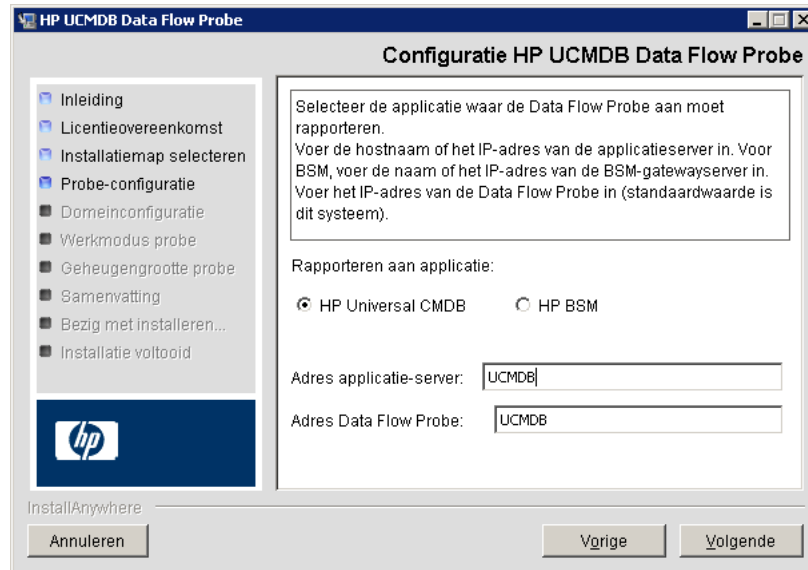 HP UCMDB Data Flow Probe
Configuratie HP UCMDB Data Flow Probe
Inleiding
Licentieovereenkomst
Installatiemap selecteren
Probe-configuratie
Domeinconfiguratie
Werkmodus probe
Geheugengrootte probe
Samenvatting
Bezig met installeren...
Installatie voltooid
hp
Selecteer de applicatie waar de Data Flow Probe aan moet
rapporteren.
Voer de hostnaam of het IP-adres van de applicatieserver in. Voor
BSM, voer de naam of het IP-adres van de BSM-gatewayserver in.
Voer het IP-adres van de Data Flow Probe in (standaardwaarde is
dit systeem).
Rapporteren aan applicatie:
HP Universal CMDB HP BSM
Adres applicatie-server: UCMDB
Adres Data Flow Probe: UCMDB
InstallAnywhere
Annuleren Vorige Volgende